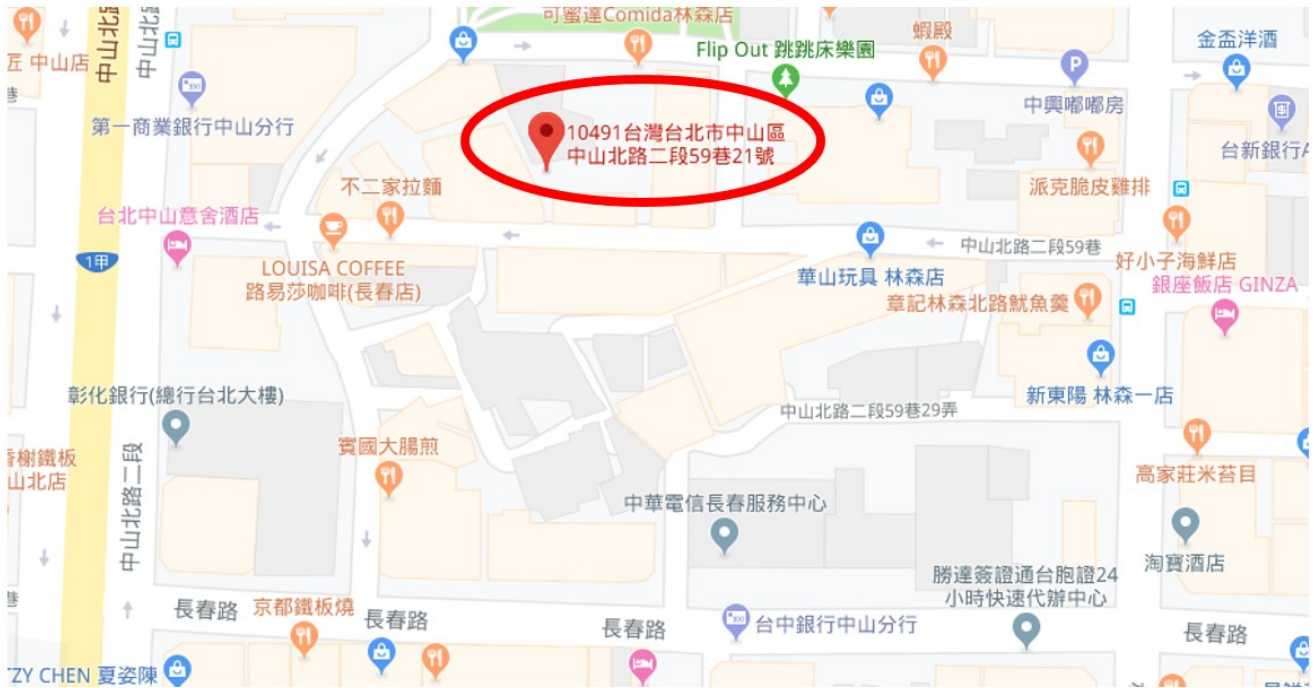 可蜜達Comida林森店
蝦殿
金盃洋酒
Flip Out 跳跳床樂園
中山北
中山北
匠 中山店
巷
P
中興嘟嘟房
第一商業銀行中山分行
10491台灣台北市中山區
中山北路二段59巷21號
台新銀行A
不二家拉麵
派克脆皮雞排
台北中山意舍酒店
中山北路二段59巷
1甲
LOUISA COFFEE
路易莎咖啡(長春店)
華山玩具 林森店
好小子海鮮店
銀座飯店 GINZA
章記林森北路魷魚羹
彰化銀行(總行台北大樓)
新東陽 林森一店
中山北路二段59巷29弄
賓國大腸煎
香榭鐵板
山北店
高家莊米苔目
中山北路二段
中華電信長春服務中心
淘寶酒店
勝達簽證通台胞證24
小時快速代辦中心
巷
長春路
京都鐵板燒
長春路
長春路
台中銀行中山分行
長春路
TZY CHEN 夏姿陳